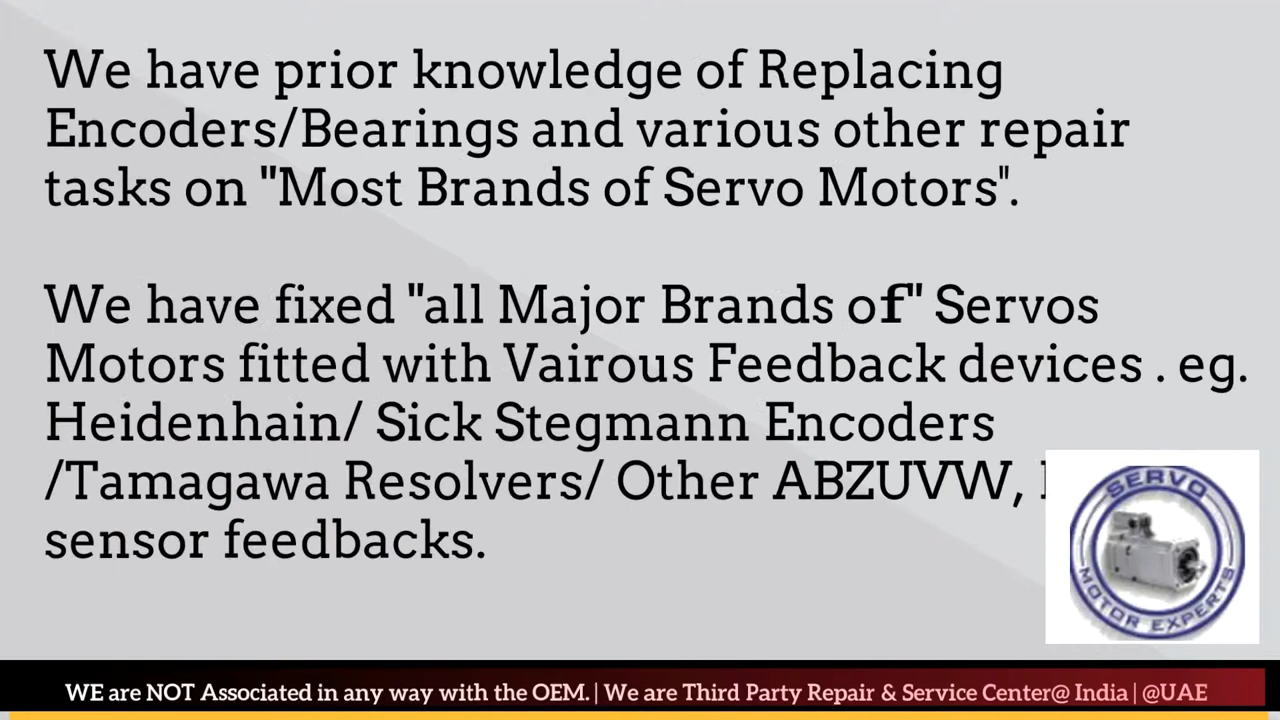 We have prior knowledge of Replacing
Encoders/Bearings and various other repair
tasks on "Most Brands of Servo Motors".
We have fixed "all Major Brands of" Servos
Motors fitted with Vairous Feedback devices . eg.
Heidenhain/ Sick Stegmann Encoders
/Tamagawa Resolvers/ Other ABZUVW,
sensor feedbacks.
SERVO
MOTOR EXPERTS
WE are NOT Associated in any way with the OEM. | We are Third Party Repair & Service Center@ India | @UAE